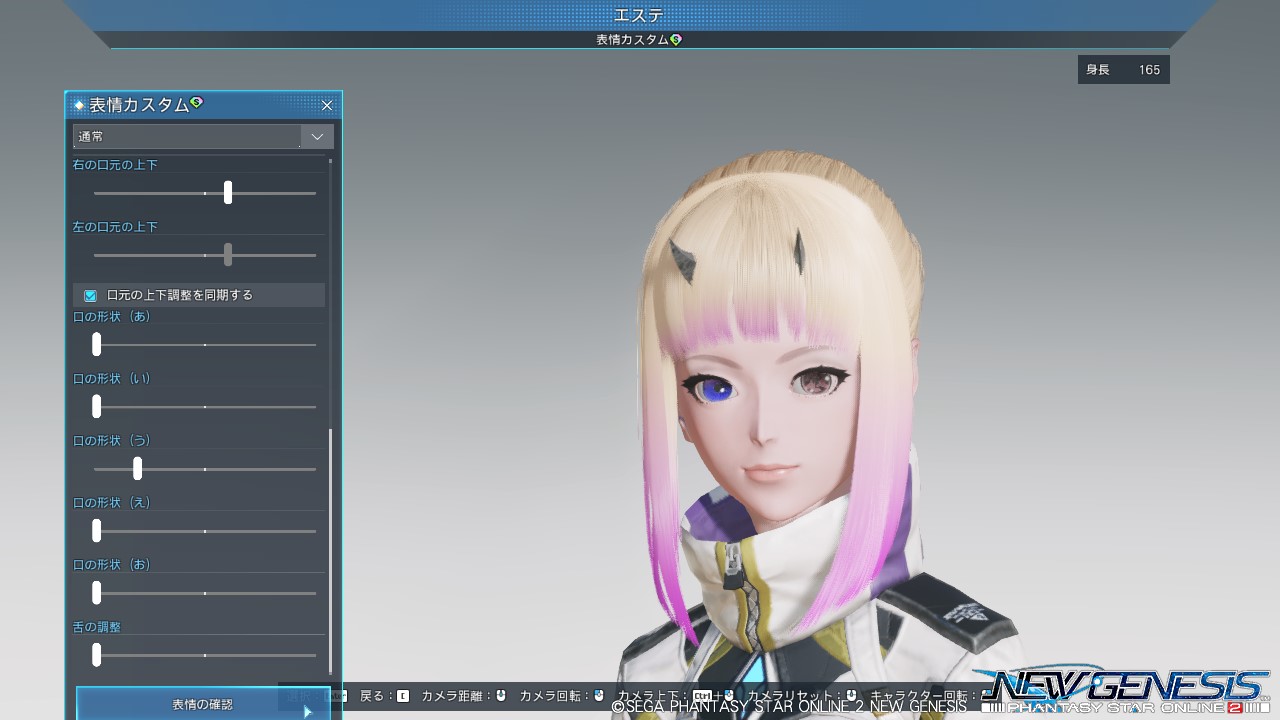 エステ
表情カスタム
身長 165
表情カスタム
通常
右の口元の上下
左の口元の上下
口元の上下調整を同期する
口の形状（あ）
口の形状（い）
口の形状（う）
口の形状（え）
口の形状（お）
舌の調整
表情の確認
戻る： カメラ距離： カメラ回転： カメラ上下：Ctrl+ カメラリセット： キャラクター回転：
©SEGA PHANTASY STAR ONLINE 2 NEW GENESIS
NEW GENESIS
PHANTASY STAR ONLINE 2